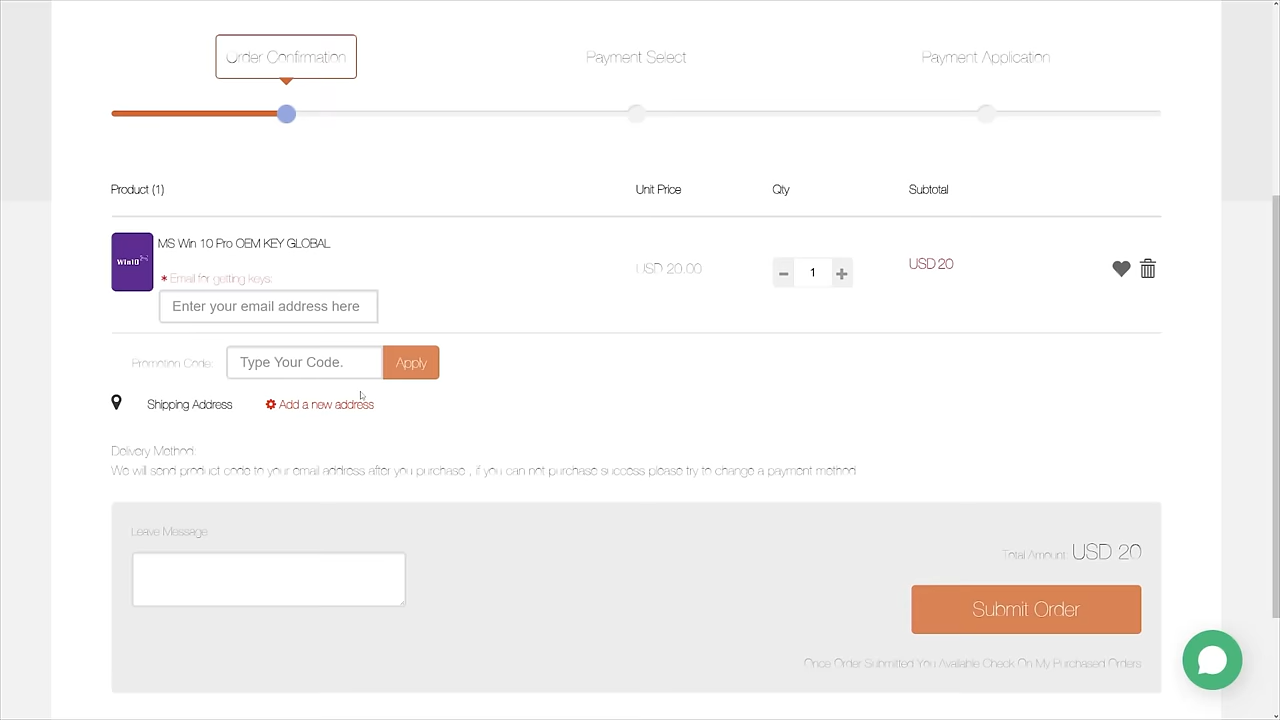 Order Confirmation
Payment Select
Payment Application
Product (1)
Unit Price
Qty
Subtotal
Win10
MS Win 10 Pro OEM KEY GLOBAL
* Email for getting keys:
Enter your email address here
USD 20.00
− 1 +
USD 20
Promotion Code:
Type Your Code.
Apply
Shipping Address
Add a new address
Delivery Method:
We will send product code to your email address after you purchase , if you can not purchase success please try to change a payment method
Leave Message
Total Amount: USD 20
Submit Order
Once Order Submitted You Available Check On My Purchased Orders